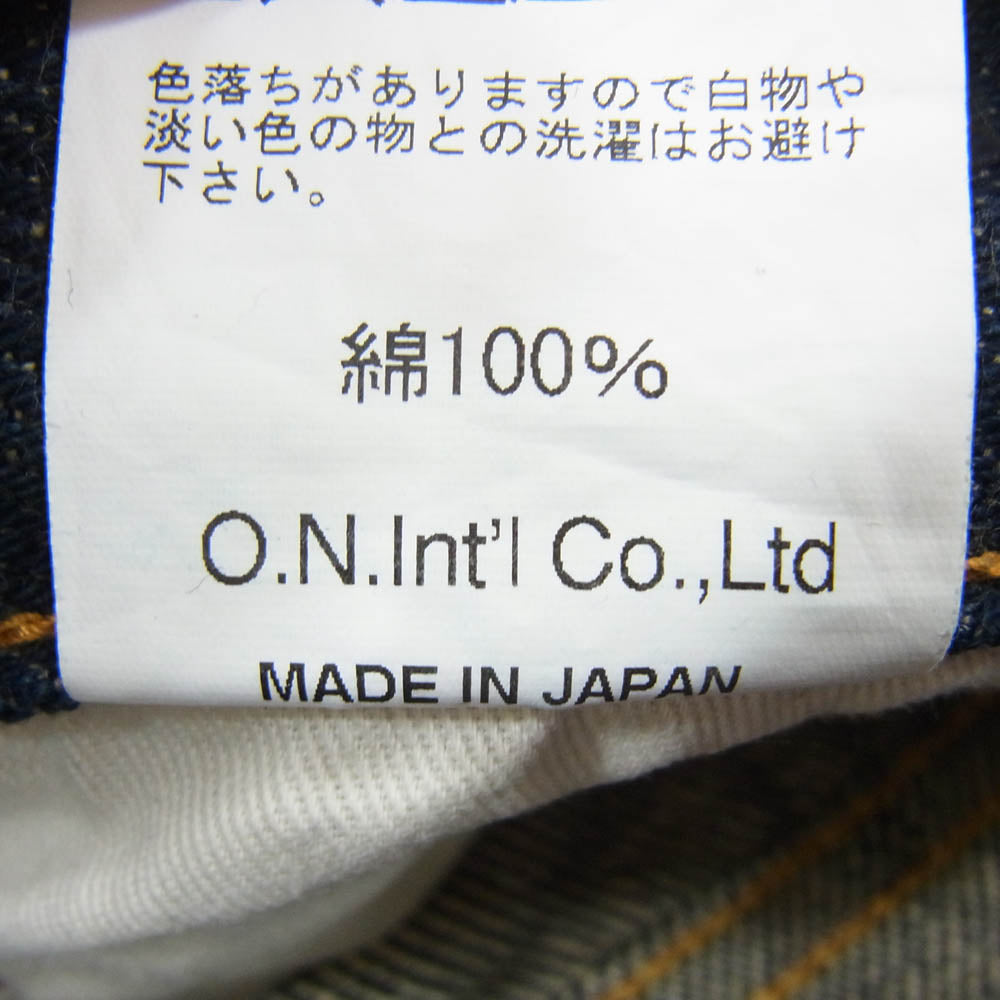 色落ちがありますので白物や
淡い色の物との洗濯はお避け
下さい。
綿100%
O.N.Int'l Co.,Ltd
MADE IN JAPAN